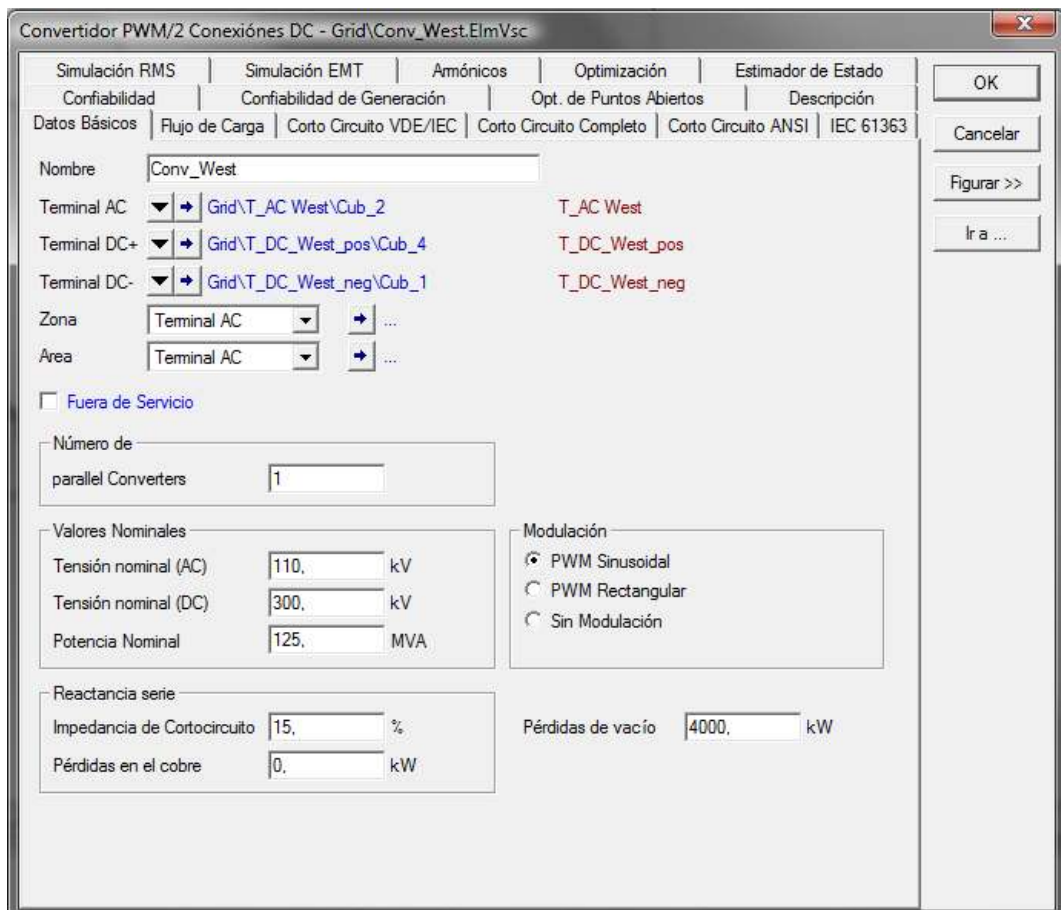 Convertidor PWM/2 Conexiónes DC - Grid\Conv_West.ElmVsc
Simulación RMS Simulación EMT Armónicos Optimización Estimador de Estado
Confiabilidad Confiabilidad de Generación Opt. de Puntos Abiertos Descripción
Datos Básicos Flujo de Carga Corto Circuito VDE/IEC Corto Circuito Completo Corto Circuito ANSI IEC 61363
OK
Cancelar
Figurar >>
Ir a ...
Nombre Conv_West
Terminal AC Grid\T_AC West\Cub_2 T_AC West
Terminal DC+ Grid\T_DC_West_pos\Cub_4 T_DC_West_pos
Terminal DC- Grid\T_DC_West_neg\Cub_1 T_DC_West_neg
Zona Terminal AC ...
Area Terminal AC ...
Fuera de Servicio
Número de
parallel Converters 1
Valores Nominales
Tensión nominal (AC) 110, kV
Tensión nominal (DC) 300, kV
Potencia Nominal 125, MVA
Modulación
PWM Sinusoidal
PWM Rectangular
Sin Modulación
Reactancia serie
Impedancia de Cortocircuito 15, %
Pérdidas en el cobre 0, kW
Pérdidas de vacío 4000, kW